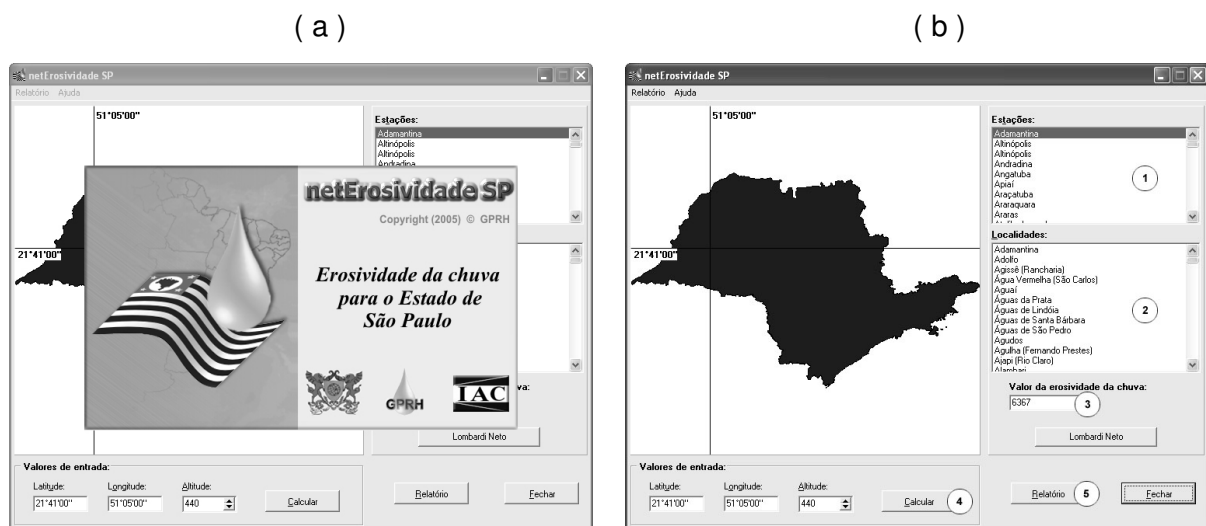 ( a )
netErosividade SP
Relatório Ajuda
51°05'00"
Estações:
Adamantina
Altinópolis
Altinópolis
Andradina
21°41'00"
netErosividade SP
Copyright (2005) © GPRH
Erosividade da chuva
para o Estado de
São Paulo
GPRH
IAC
va:
Lombardi Neto
Valores de entrada:
Latitude: Longitude: Altitude:
21°41'00" 51°05'00" 440 Calcular
Relatório Fechar
( b )
netErosividade SP
Relatório Ajuda
51°05'00"
21°41'00"
Estações:
Adamantina
Altinópolis
Altinópolis
Andradina
Angatuba
Apiaí
Araçatuba
Araraquara
Araras
1
Localidades:
Adamantina
Adolfo
Agissê (Rancharia)
Água Vermelha (São Carlos)
Aguaí
Águas da Prata
Águas de Lindóia
Águas de Santa Bárbara
Águas de São Pedro
Agudos
Agulha (Fernando Prestes)
Ajapi (Rio Claro)
Alambari
2
Valor da erosividade da chuva:
6367 3
Lombardi Neto
Valores de entrada:
Latitude: Longitude: Altitude:
21°41'00" 51°05'00" 440 Calcular 4
Relatório 5 Fechar